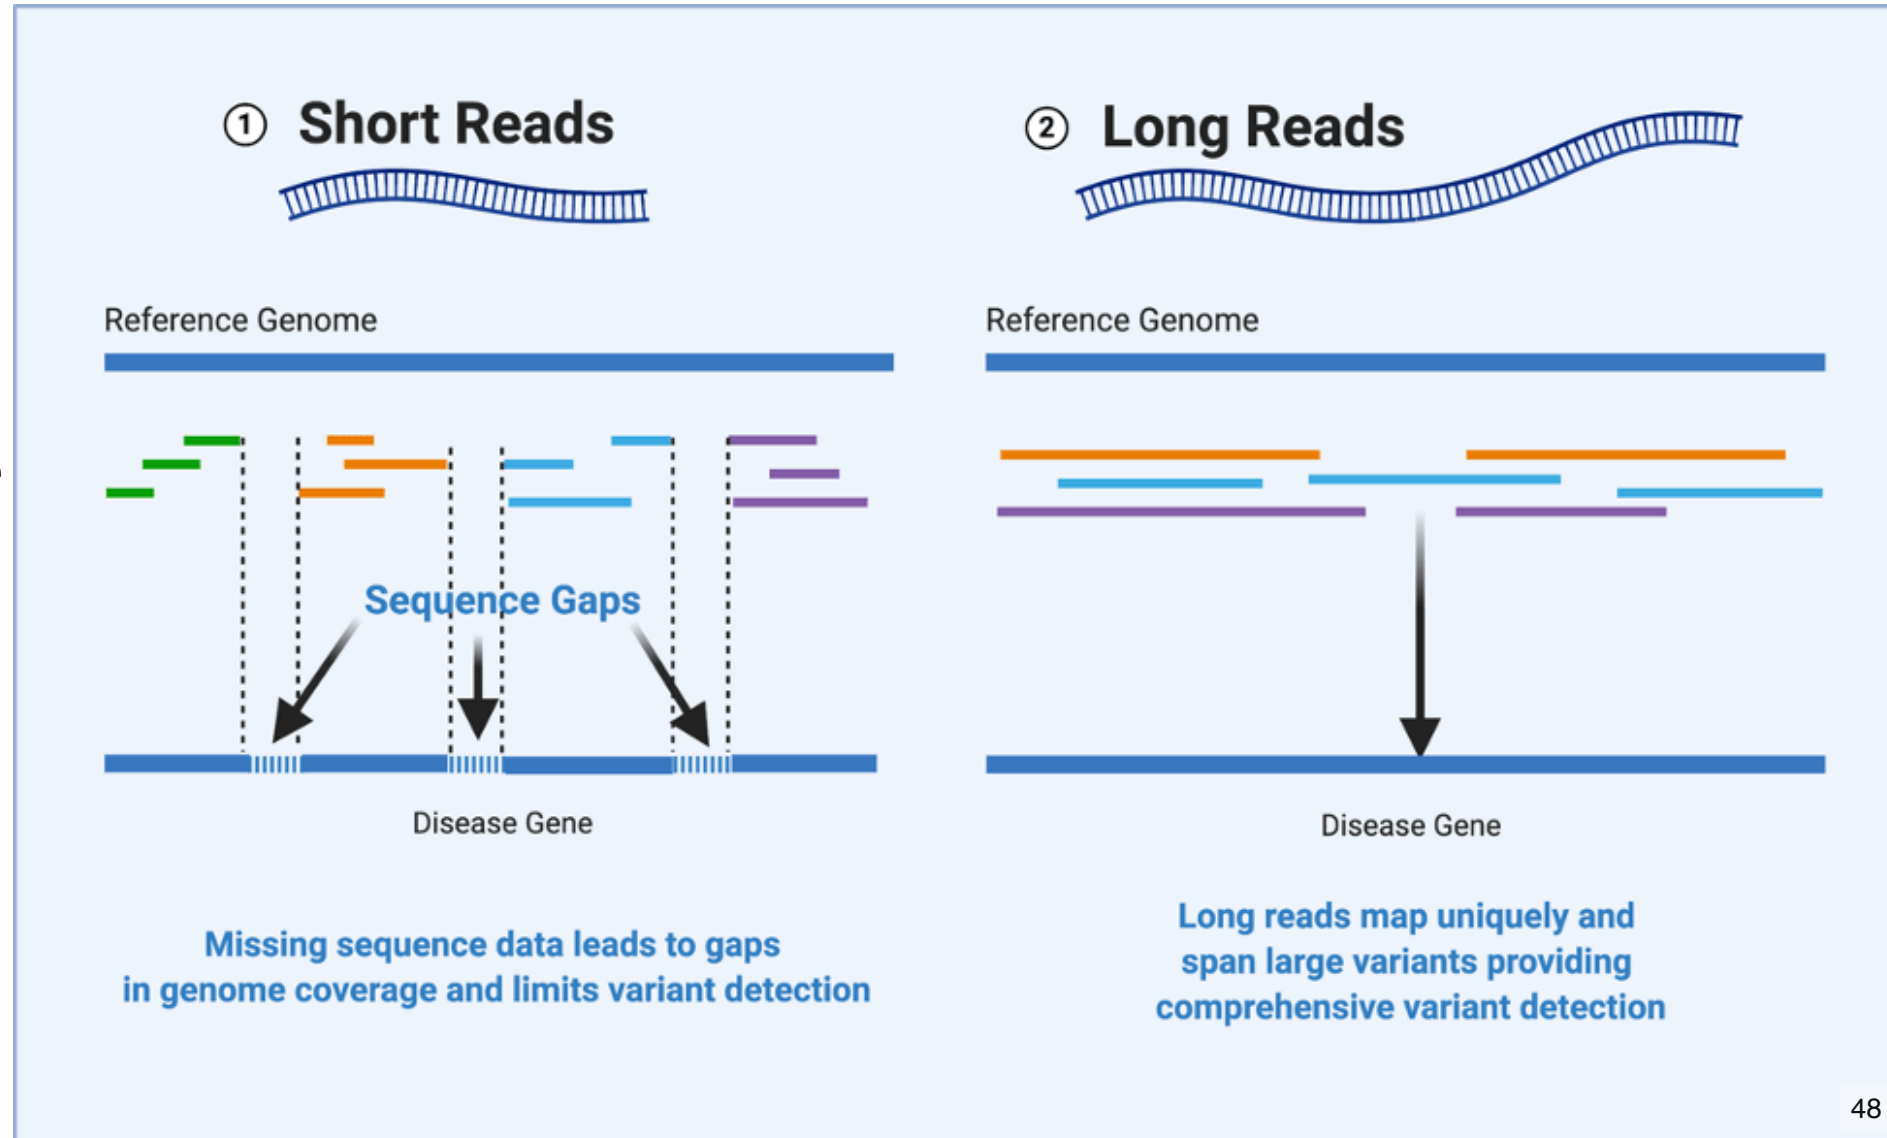 ① Short Reads
Reference Genome
Sequence Gaps
Disease Gene
Missing sequence data leads to gaps
in genome coverage and limits variant detection
② Long Reads
Reference Genome
Disease Gene
Long reads map uniquely and
span large variants providing
comprehensive variant detection
48